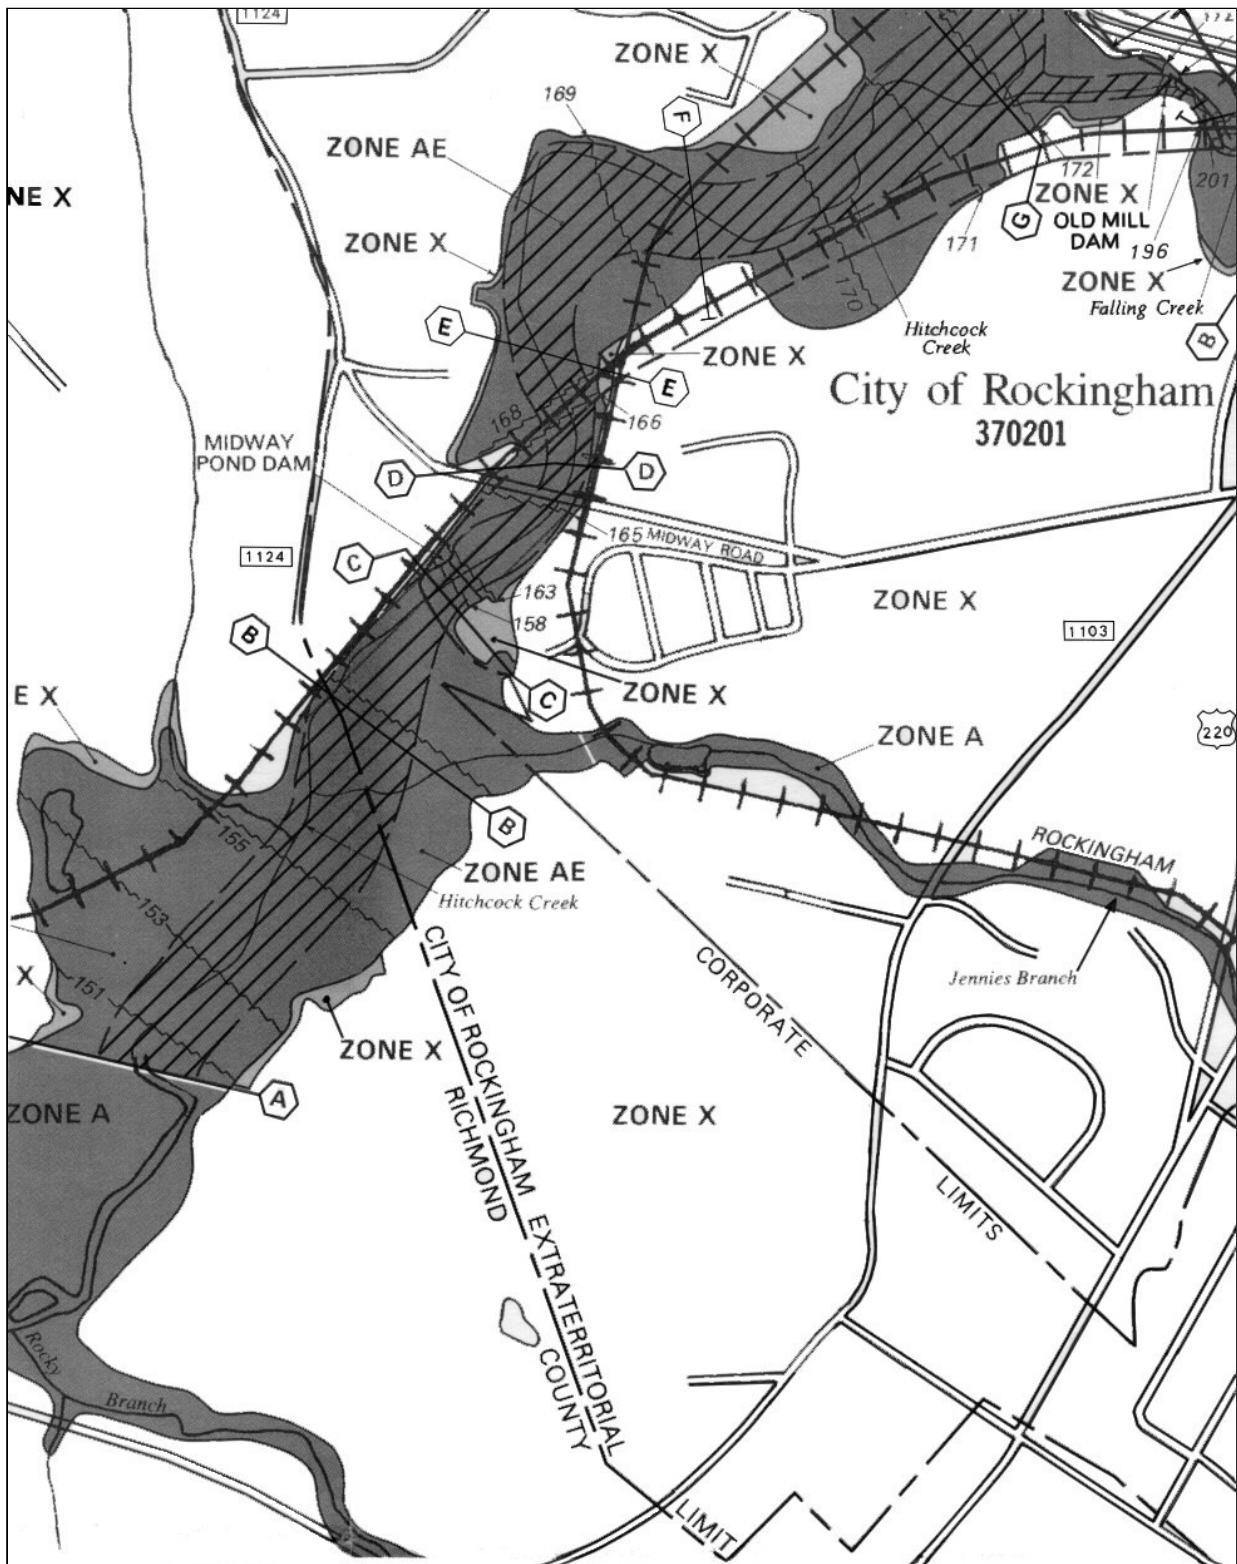 1124
172
ZONE X
169
F
ZONE AE
NE X
172
201
ZONE X
OLD MILL
DAM
G
171
196
ZONE X
ZONE X
170
Falling Creek
E
Hitchcock
Creek
B
ZONE X
E
City of Rockingham
370201
168
166
MIDWAY
POND DAM
D
D
165
MIDWAY ROAD
1124
C
163
ZONE X
158
B
1103
E X
ZONE X
C
220
ZONE A
155
B
ROCKINGHAM
ZONE AE
Hitchcock Creek
153
X
151
CITY OF ROCKINGHAM EXTRATERRITORIAL
LIMIT
RICHMOND COUNTY
CORPORATE LIMITS
Jennies Branch
ZONE X
A
ZONE A
ZONE X
Rocky Branch